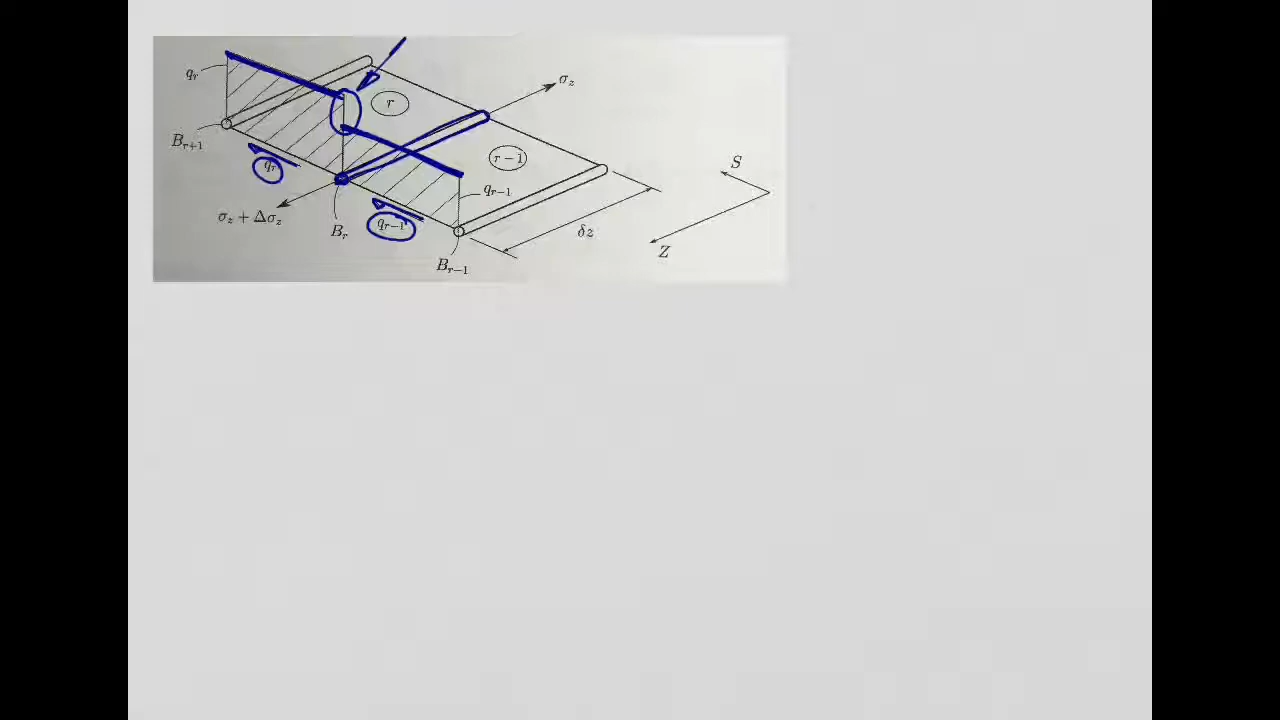 q_r
r
σ_z
B_{r+1}
r−1
S
q_r
q_{r−1}
σ_z + Δσ_z
B_r
q_{r−1}
δz
Z
B_{r−1}